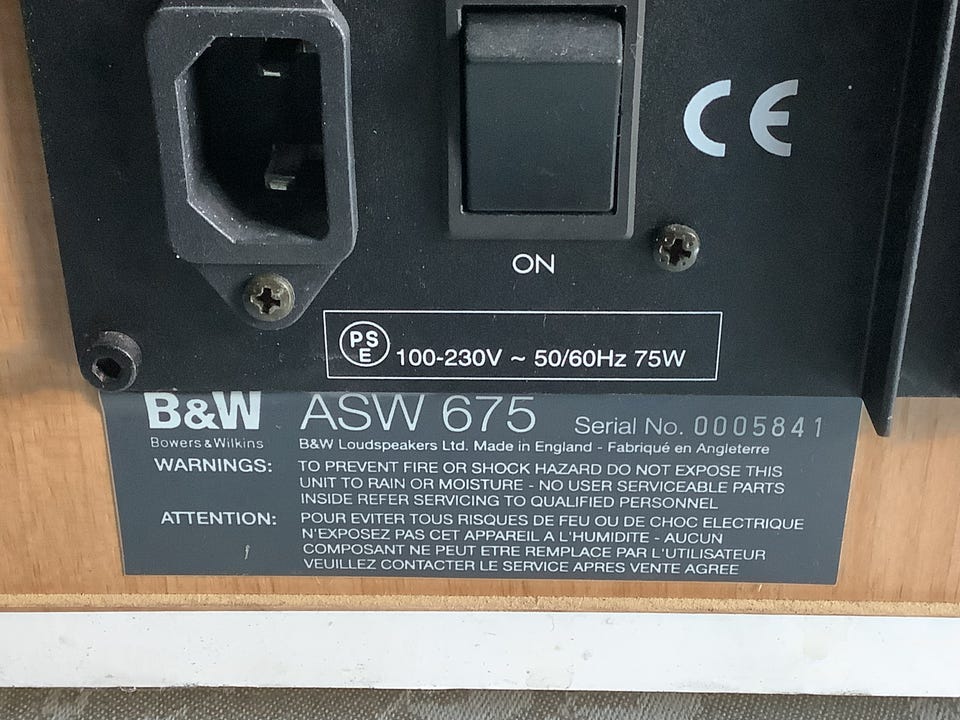 CE
ON
PS
E
100-230V ~ 50/60Hz 75W
B&W ASW 675 Serial No. 0005841
Bowers & Wilkins B&W Loudspeakers Ltd. Made in England - Fabriqué en Angleterre
WARNINGS: TO PREVENT FIRE OR SHOCK HAZARD DO NOT EXPOSE THIS
UNIT TO RAIN OR MOISTURE - NO USER SERVICEABLE PARTS
INSIDE REFER SERVICING TO QUALIFIED PERSONNEL
ATTENTION: POUR EVITER TOUS RISQUES DE FEU OU DE CHOC ELECTRIQUE
N'EXPOSEZ PAS CET APPAREIL A L'HUMIDITE - AUCUN
COMPOSANT NE PEUT ETRE REMPLACE PAR L'UTILISATEUR
VEUILLEZ CONTACTER LE SERVICE APRES VENTE AGREE